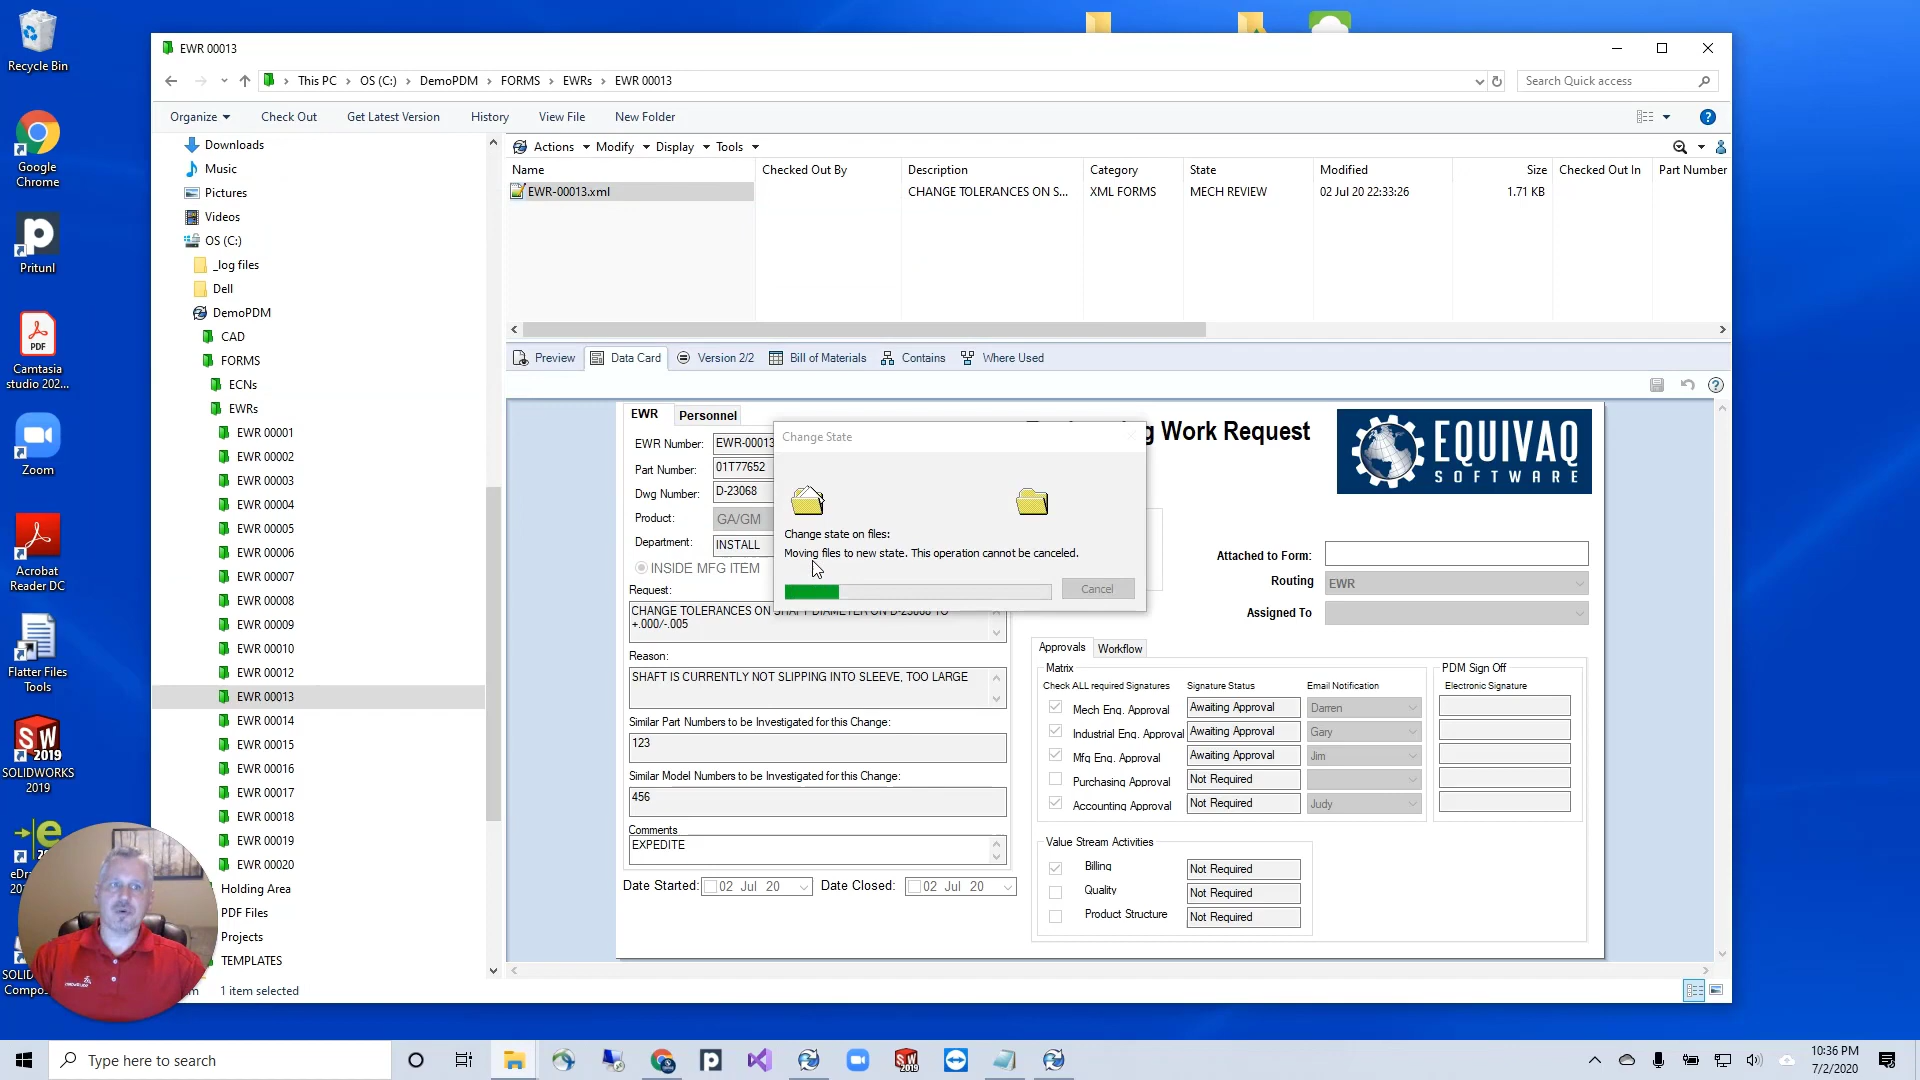 Recycle Bin
Google
Chrome
Pritunl
PDF
Camtasia
studio 202...
Zoom
Acrobat
Reader DC
Flatter Files
Tools
SW
2019
SOLIDWORKS
2019
EWR 00013
This PC > OS (C:) > DemoPDM > FORMS > EWRs > EWR 00013
Search Quick access
Organize Check Out Get Latest Version History View File New Folder
Downloads
Music
Pictures
Videos
OS (C:)
_log files
Dell
DemoPDM
CAD
FORMS
ECNs
EWRs
EWR 00001
EWR 00002
EWR 00003
EWR 00004
EWR 00005
EWR 00006
EWR 00007
EWR 00008
EWR 00009
EWR 00010
EWR 00012
EWR 00013
EWR 00014
EWR 00015
EWR 00016
EWR 00017
EWR 00018
EWR 00019
EWR 00020
Holding Area
PDF Files
Projects
TEMPLATES
1 item selected
Actions Modify Display Tools
Name Checked Out By Description Category State Modified Size Checked Out In Part Number
EWR-00013.xml CHANGE TOLERANCES ON S... XML FORMS MECH REVIEW 02 Jul 20 22:33:26 1.71 KB
Preview Data Card Version 2/2 Bill of Materials Contains Where Used
EWR Personnel
g Work Request
EQUIVAQ
SOFTWARE
EWR Number: EWR-00013
Part Number: 01T77652
Dwg Number: D-23068
Product: GA/GM
Department: INSTALL
INSIDE MFG ITEM
Request:
CHANGE TOLERANCES ON SHAFT DIAMETER ON D-23068 TO
+.000/-.005
Reason:
SHAFT IS CURRENTLY NOT SLIPPING INTO SLEEVE, TOO LARGE
Similar Part Numbers to be Investigated for this Change:
123
Similar Model Numbers to be Investigated for this Change:
456
Comments
EXPEDITE
Date Started: 02 Jul 20 Date Closed: 02 Jul 20
Change State
Change state on files:
Moving files to new state. This operation cannot be canceled.
Cancel
Attached to Form:
Routing EWR
Assigned To
Approvals Workflow
Matrix
Check ALL required Signatures Signature Status Email Notification
Mech Eng. Approval Awaiting Approval Darren
Industrial Eng. Approval Awaiting Approval Gary
Mfg Eng. Approval Awaiting Approval Jim
Purchasing Approval Not Required
Accounting Approval Not Required Judy
PDM Sign Off
Electronic Signature
Value Stream Activities
Billing Not Required
Quality Not Required
Product Structure Not Required
Type here to search
10:36 PM
7/2/2020